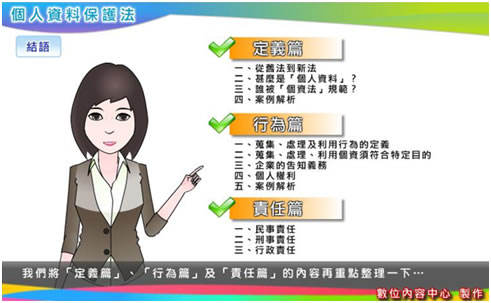 個人資料保護法
結語
定義篇
一、從舊法到新法
二、甚麼是「個人資料」？
三、誰被「個資法」規範？
四、案例解析
行為篇
一、蒐集、處理及利用行為的定義
二、蒐集、處理、利用個資須符合特定目的
三、企業的告知義務
四、個人權利
五、案例解析
責任篇
一、民事責任
二、刑事責任
三、行政責任
我們將「定義篇」、「行為篇」及「責任篇」的內容再重點整理一下…
數位內容中心 製作